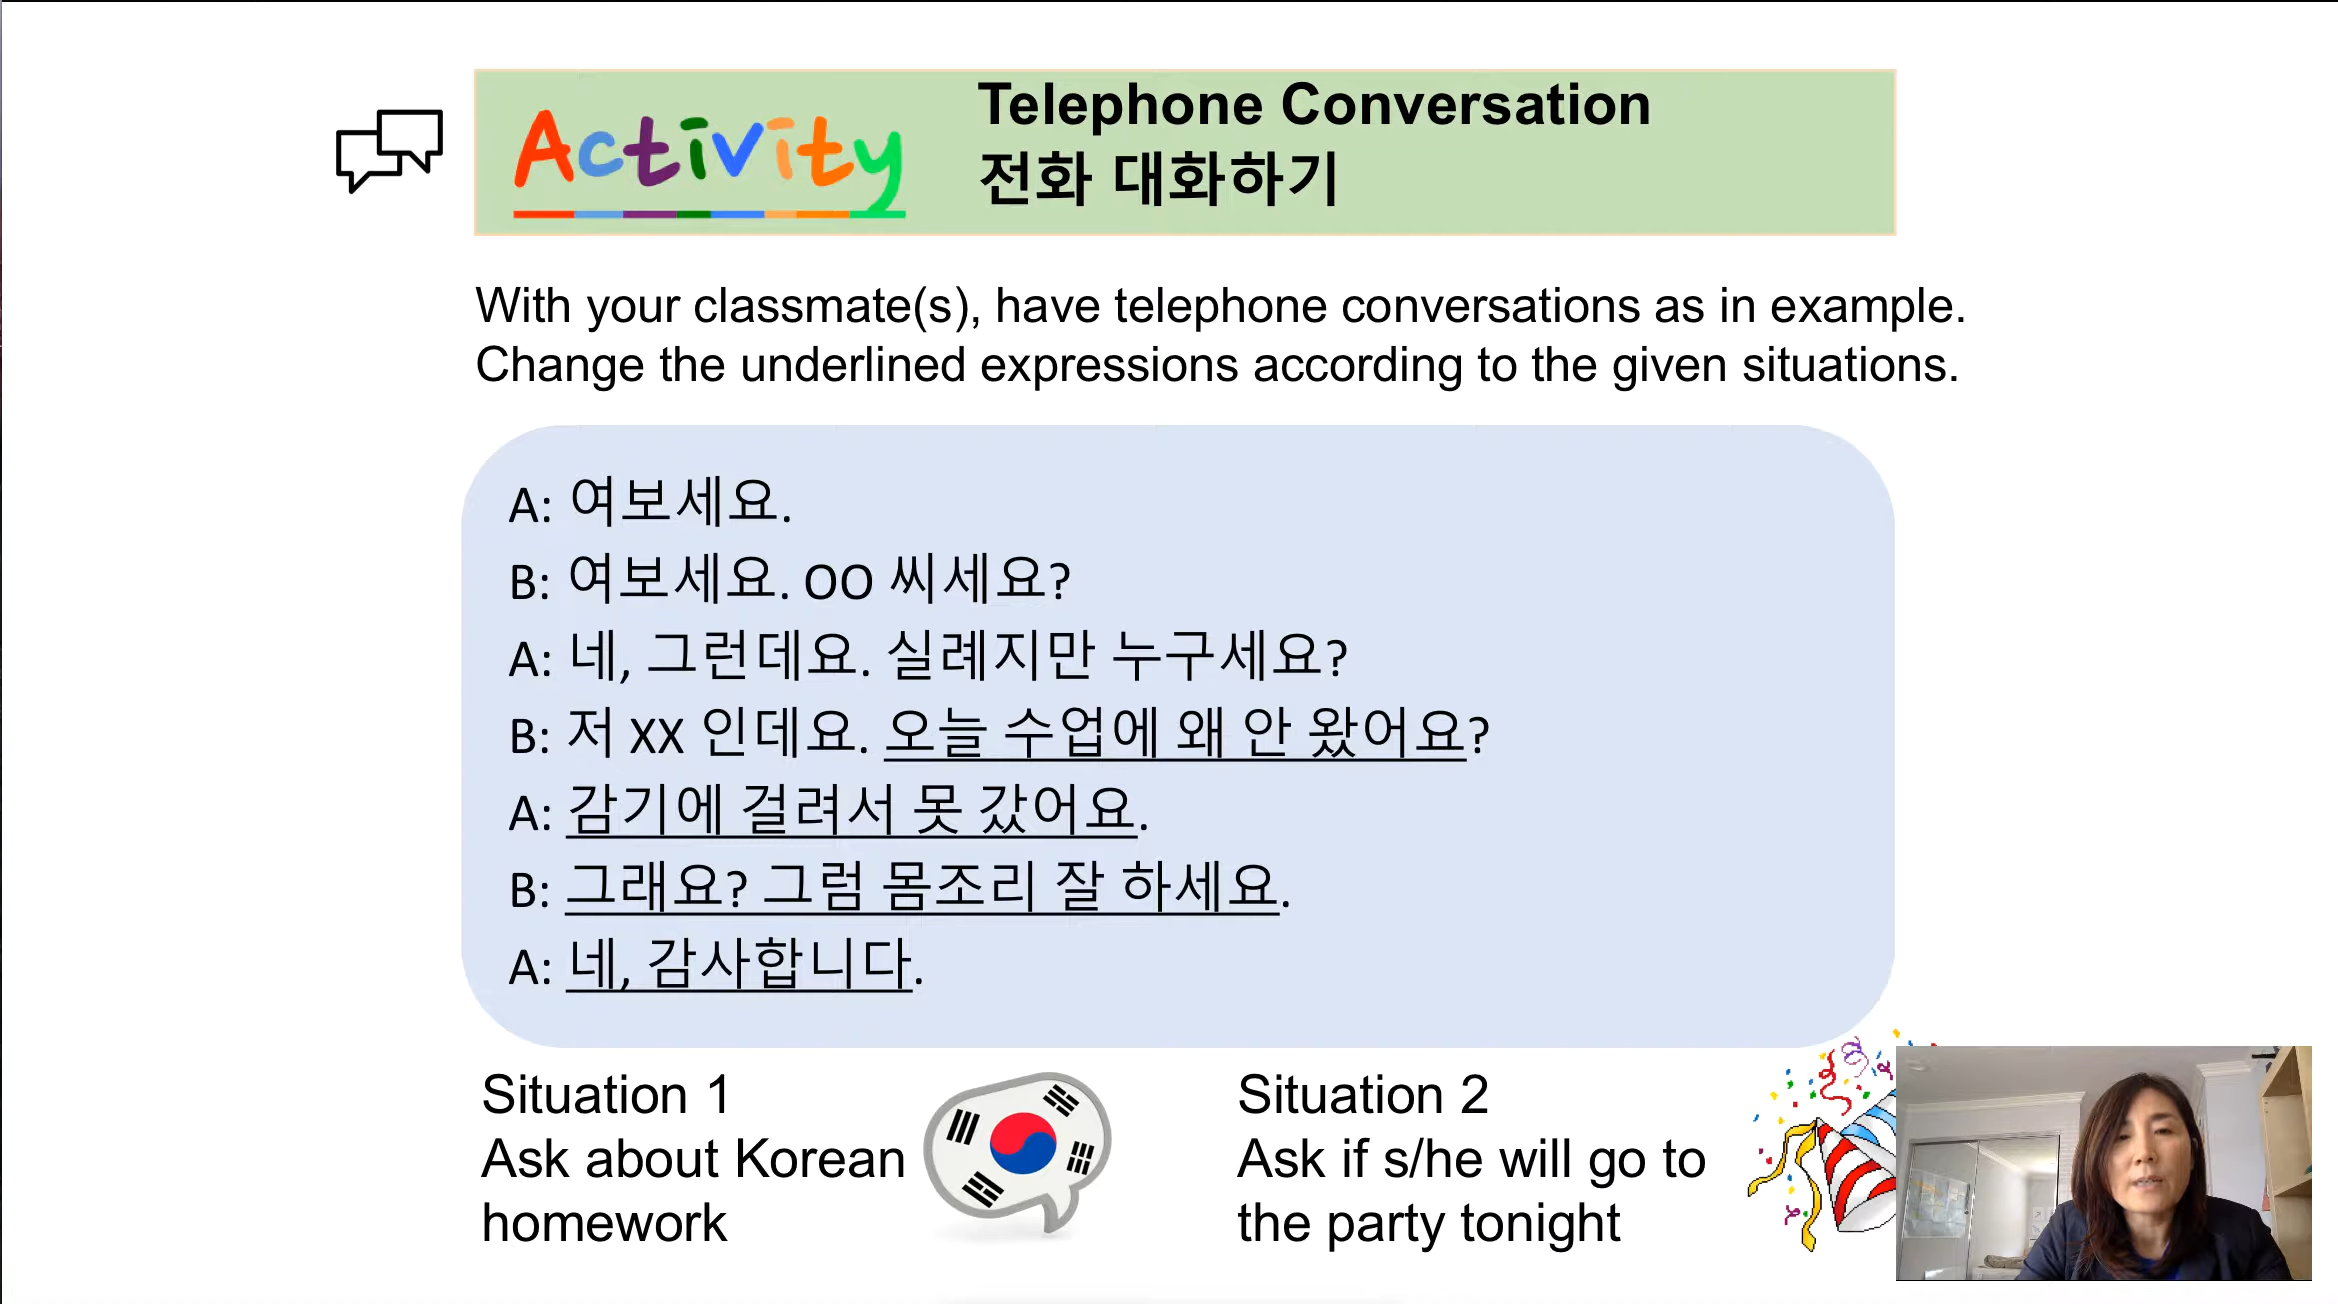 Activity
Telephone Conversation
전화 대화하기
With your classmate(s), have telephone conversations as in example.
Change the underlined expressions according to the given situations.
A: 여보세요.
B: 여보세요. OO 씨세요?
A: 네, 그런데요. 실례지만 누구세요?
B: 저 XX 인데요. 오늘 수업에 왜 안 왔어요?
A: 감기에 걸려서 못 갔어요.
B: 그래요? 그럼 몸조리 잘 하세요.
A: 네, 감사합니다.
Situation 1
Ask about Korean
homework
Situation 2
Ask if s/he will go to
the party tonight